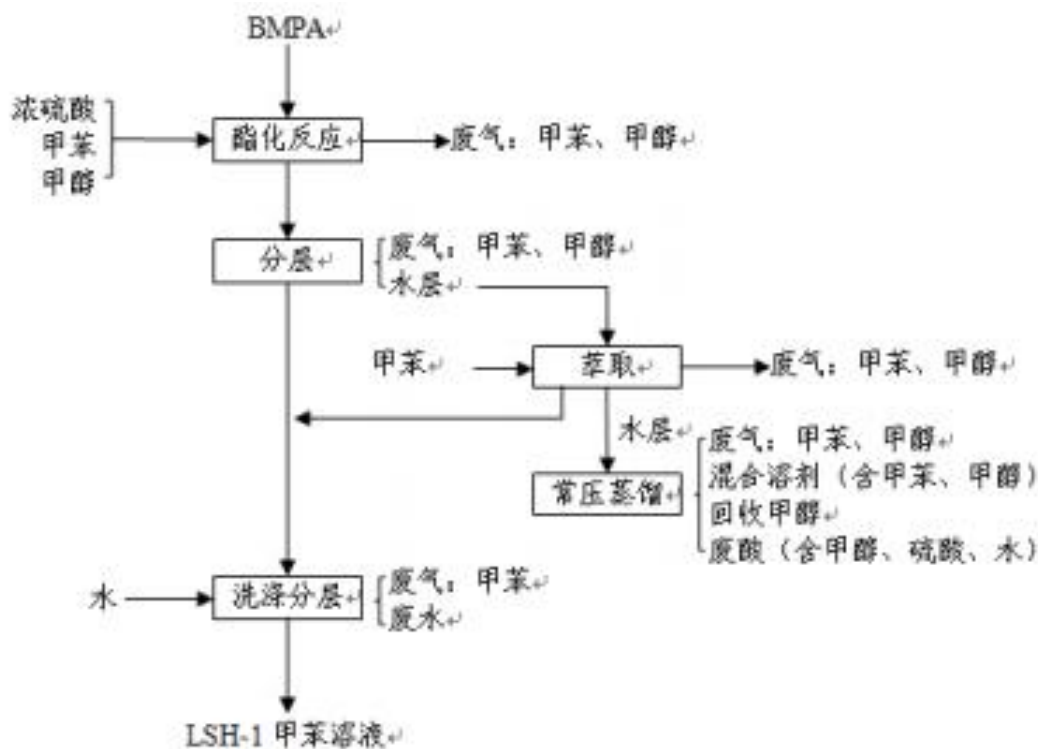 BMPA
浓硫酸
甲苯
甲醇
酯化反应
废气：甲苯、甲醇
分层
废气：甲苯、甲醇
水层
甲苯
萃取
废气：甲苯、甲醇
水层
常压蒸馏
废气：甲苯、甲醇
混合溶剂（含甲苯、甲醇）
回收甲醇
废酸（含甲醇、硫酸、水）
水
洗涤分层
废气：甲苯
废水
LSH-1 甲苯溶液